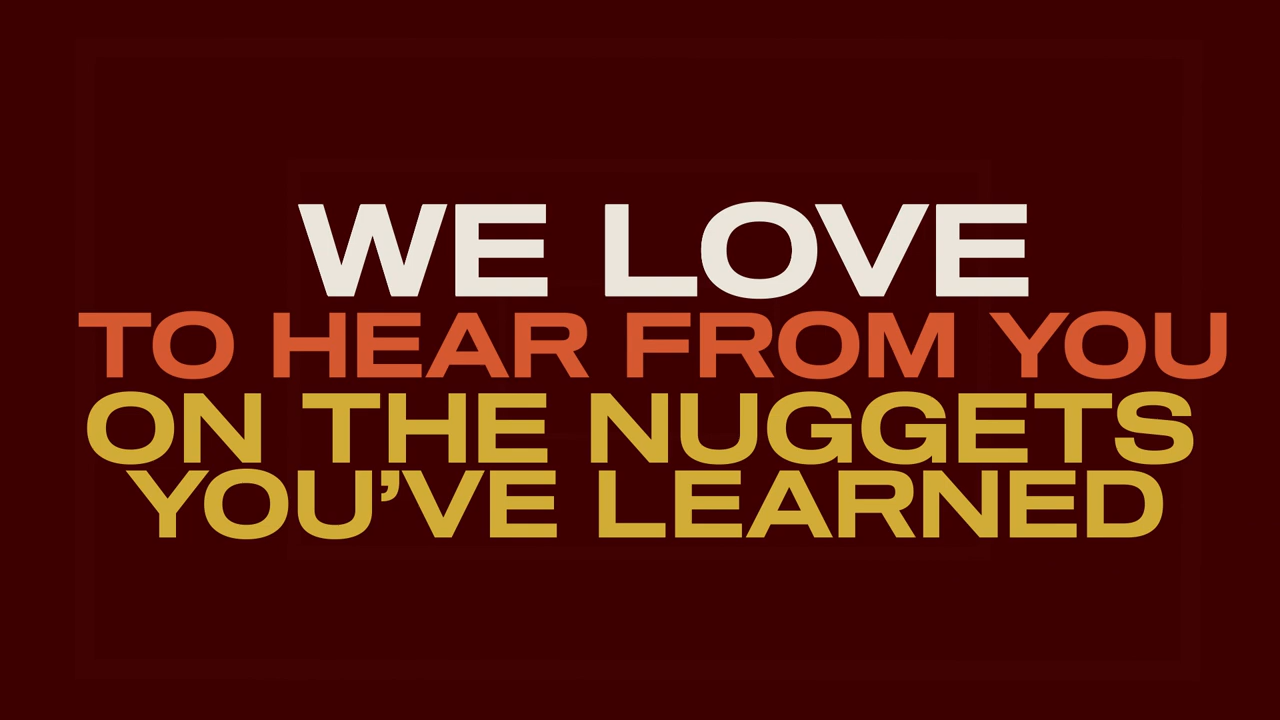 WE LOVE
TO HEAR FROM YOU
ON THE NUGGETS
YOU’VE LEARNED